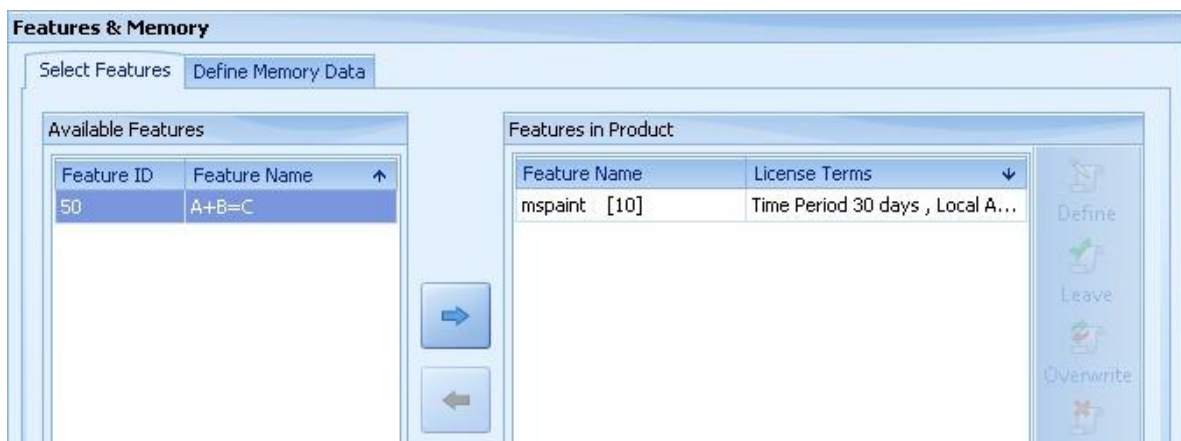 Features & Memory
Select Features
Define Memory Data
Available Features
Features in Product
Feature ID
Feature Name
Feature Name
License Terms
50
A+B=C
mspaint [10]
Time Period 30 days , Local A...
Define
Leave
Overwrite